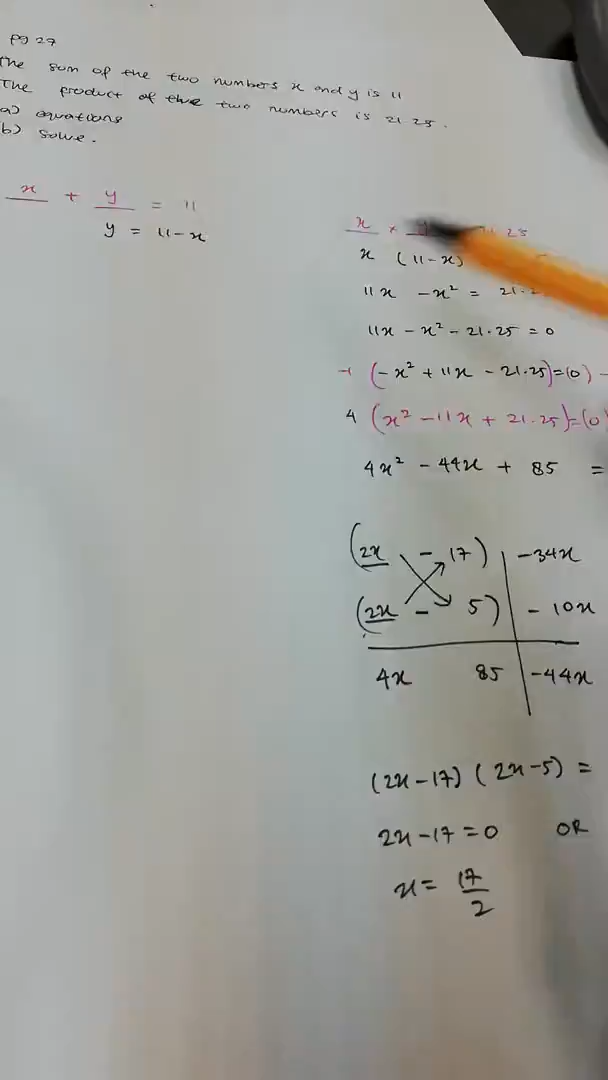 pg 27
The sum of the two numbers x and y is 11
The product of the two numbers is 21.25.
a) equations
b) solve.
x + y = 11
y = 11-x
x × 25
x (11-x)
11x - x² = 21.2
11x - x² - 21.25 = 0
-1 (-x² + 11x - 21.25)=(0) -
4 (x² - 11x + 21.25)=(0)
4x² - 44x + 85 =
(2x - 17) -34x
(2x - 5) - 10x
4x 85 -44x
(2x-17) (2x-5) =
2x-17=0 OR
x= 17/2